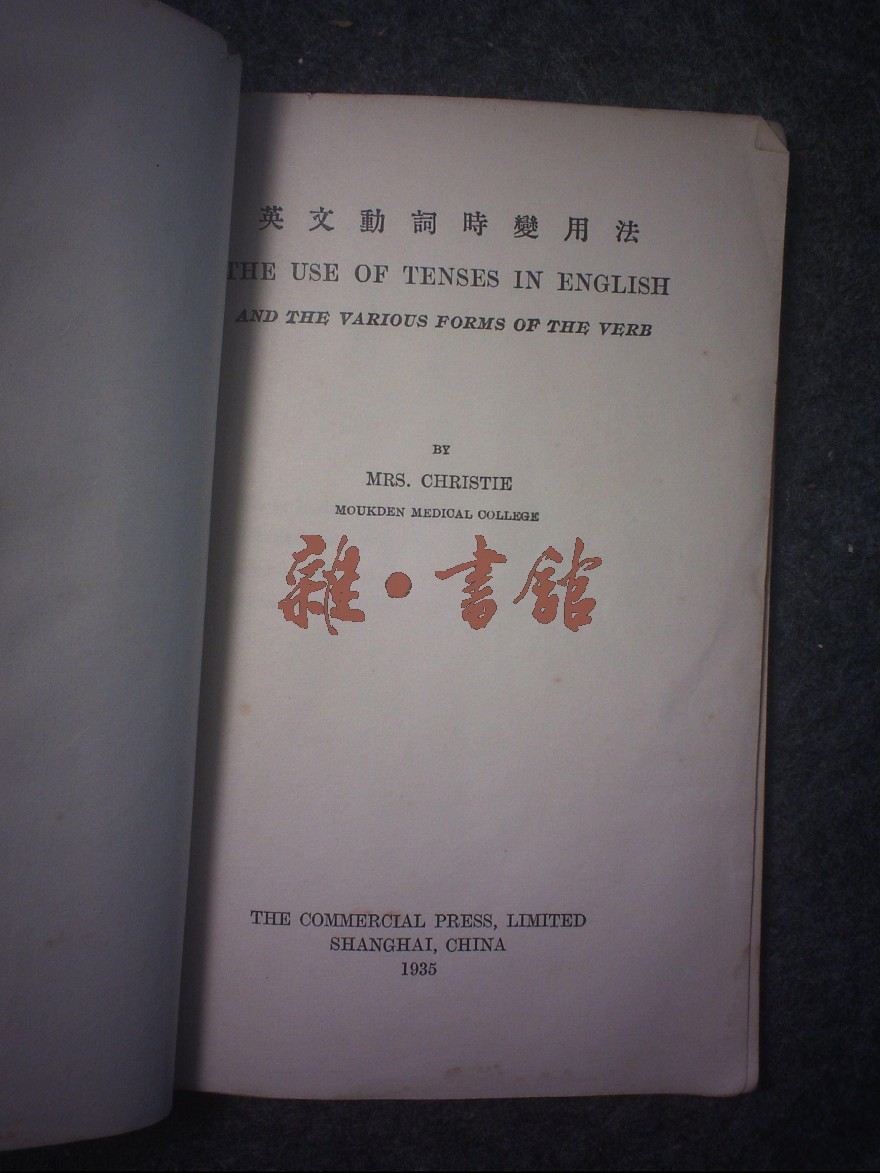 英文動詞時變用法
THE USE OF TENSES IN ENGLISH
AND THE VARIOUS FORMS OF THE VERB
BY
MRS. CHRISTIE
MOUKDEN MEDICAL COLLEGE
雜·書館
THE COMMERCIAL PRESS, LIMITED
SHANGHAI, CHINA
1935